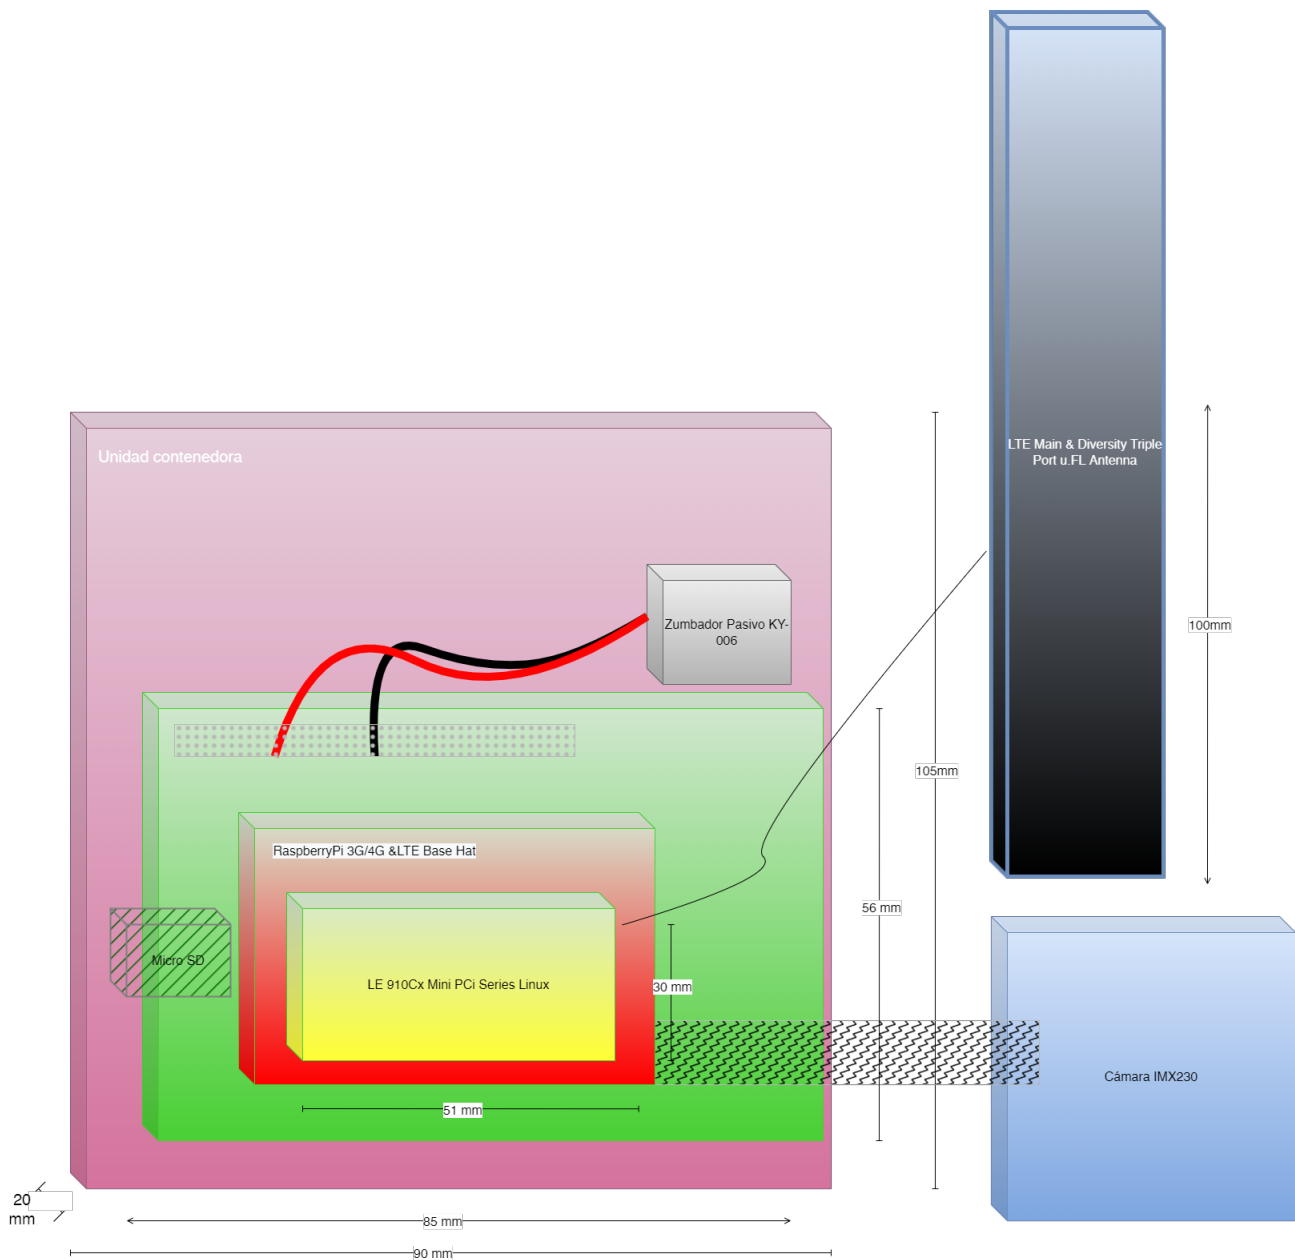 LTE Main & Diversity Triple
Port u.FL Antenna
Unidad contenedora
Zumbador Pasivo KY-
006
100mm
105mm
RaspberryPi 3G/4G &LTE Base Hat
56 mm
Micro SD
LE 910Cx Mini PCi Series Linux
30 mm
Cámara IMX230
51 mm
20
mm
85 mm
90 mm